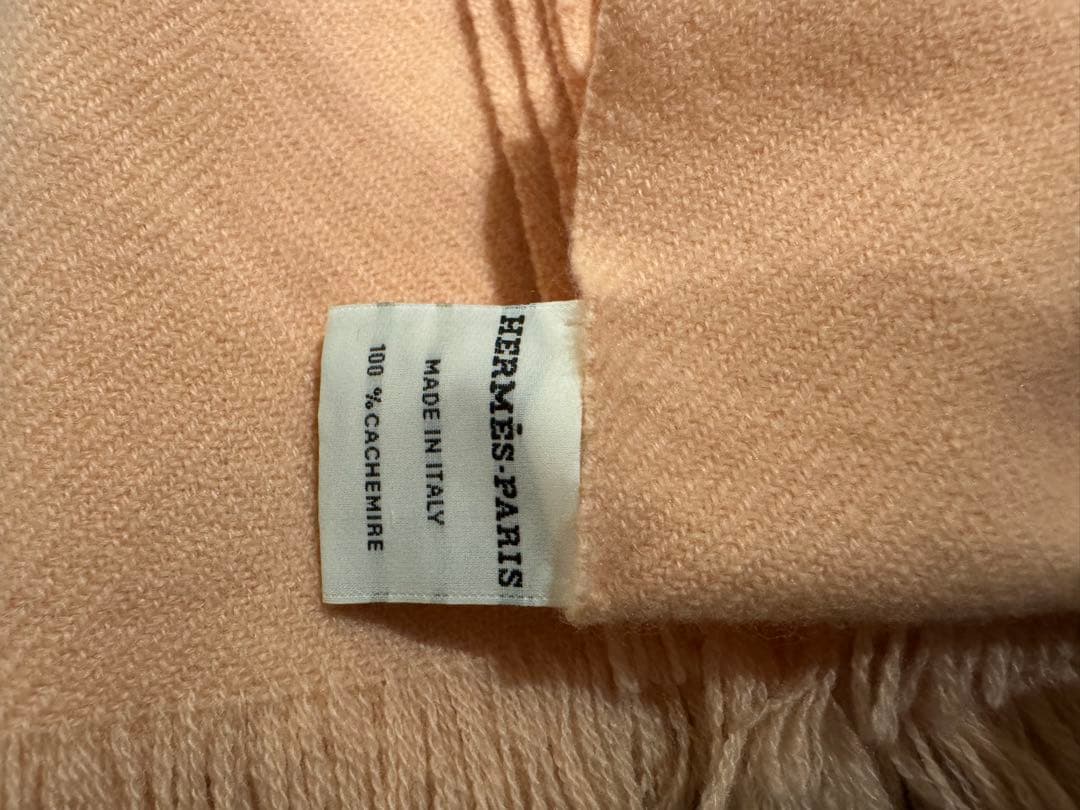 HERMÈS-PARIS
MADE IN ITALY
100 %CACHEMIRE